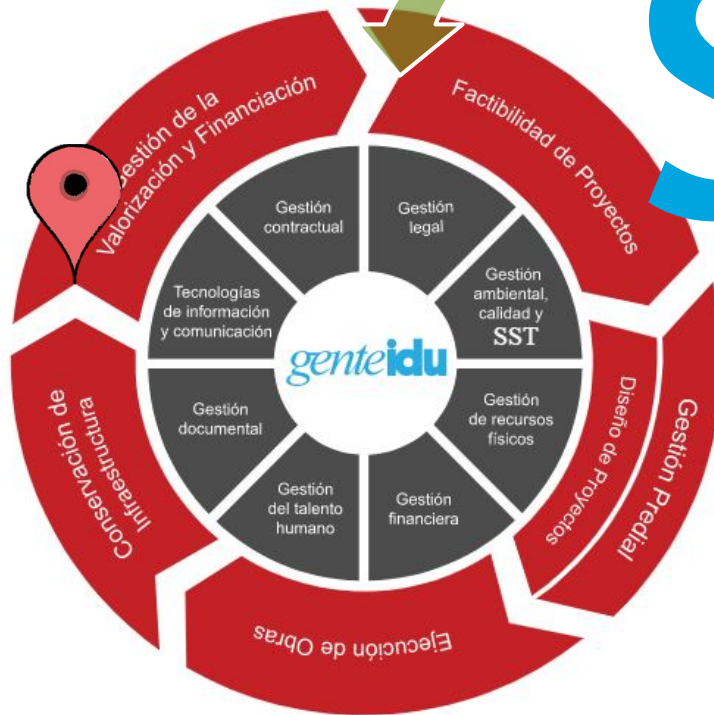 Gestión de la
Valorización y Financiación
Factibilidad de Proyectos
Gestión Predial
Diseño de Proyectos
Ejecución de Obras
Conservación de
Infraestructura
Gestión
contractual
Gestión
legal
Gestión
ambiental,
calidad y
SST
Gestión
de recursos
físicos
Gestión
financiera
Gestión
del talento
humano
Gestión
documental
Tecnologías
de información
y comunicación
genteidu